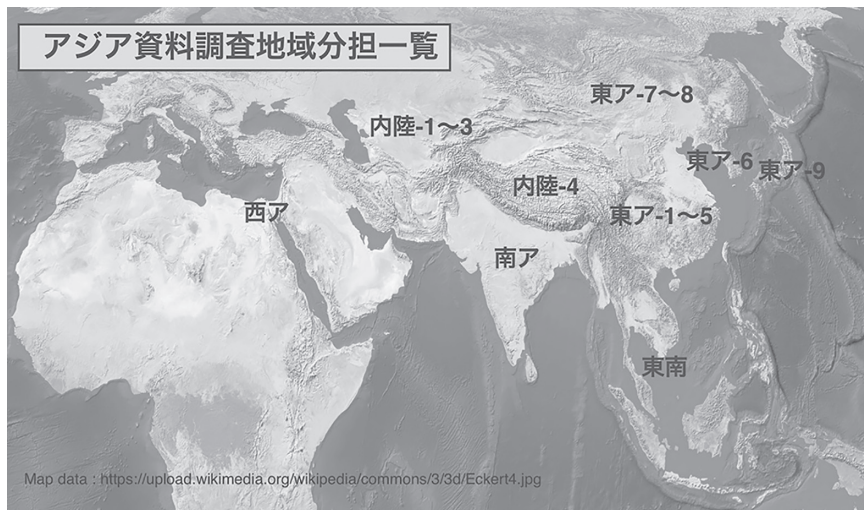 アジア資料調査地域分担一覧
東ア-7〜8
内陸-1〜3
東ア-6
東ア-9
内陸-4
西ア
東ア-1〜5
南ア
東南
Map data : https://upload.wikimedia.org/wikipedia/commons/3/3d/Eckert4.jpg